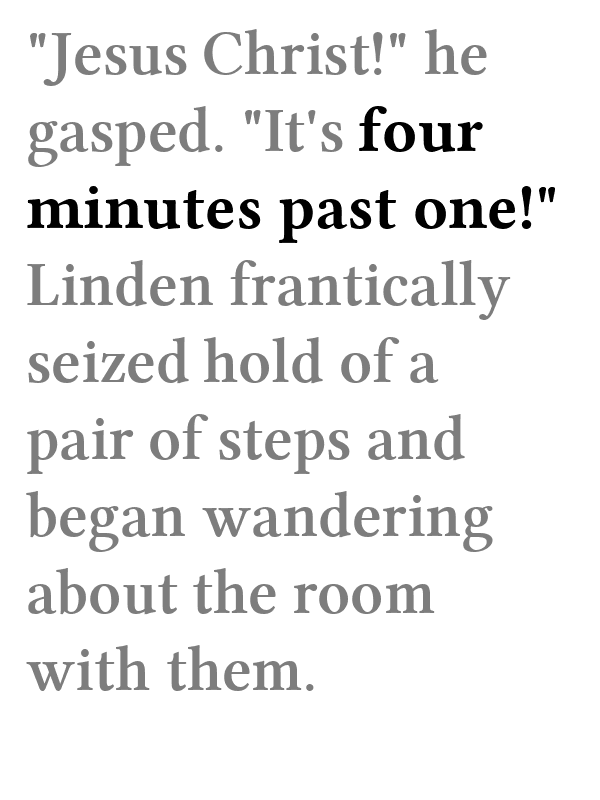 "Jesus Christ!" he
gasped. "It's four
minutes past one!"
Linden frantically
seized hold of a
pair of steps and
began wandering
about the room
with them.